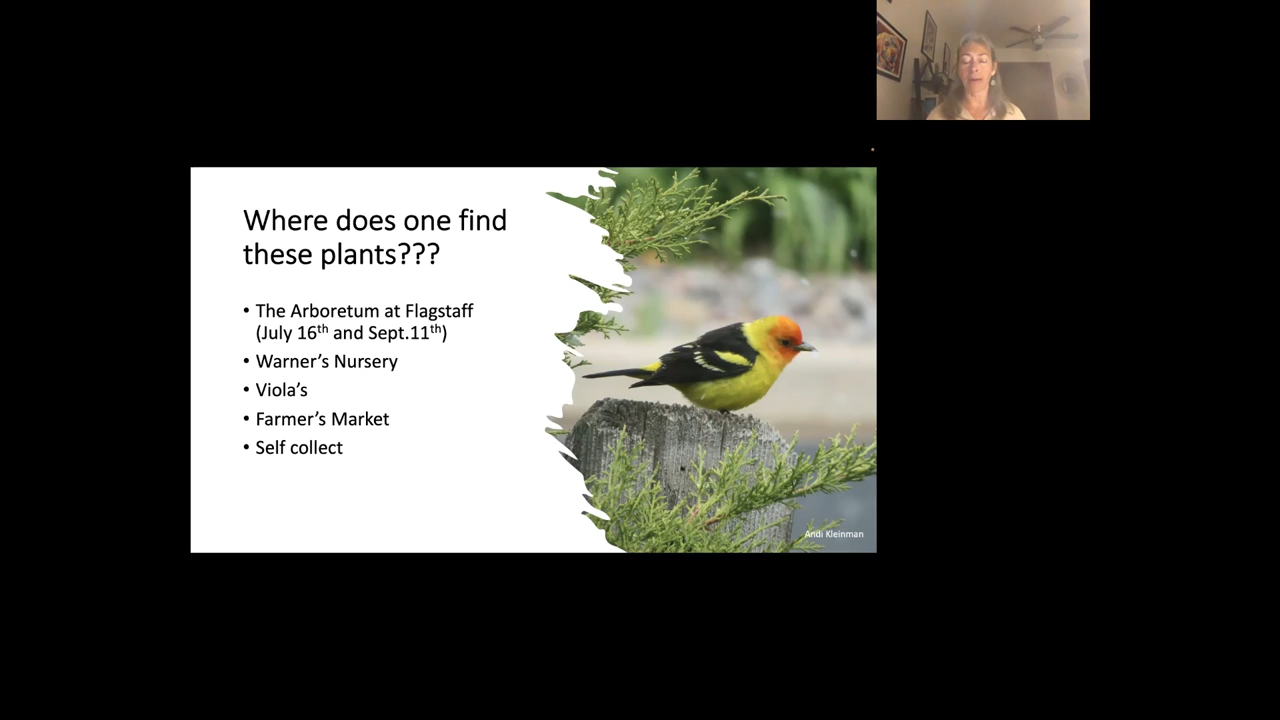 Where does one find
these plants???
• The Arboretum at Flagstaff
(July 16th and Sept.11th)
• Warner's Nursery
• Viola's
• Farmer's Market
• Self collect
Andi Kleinman